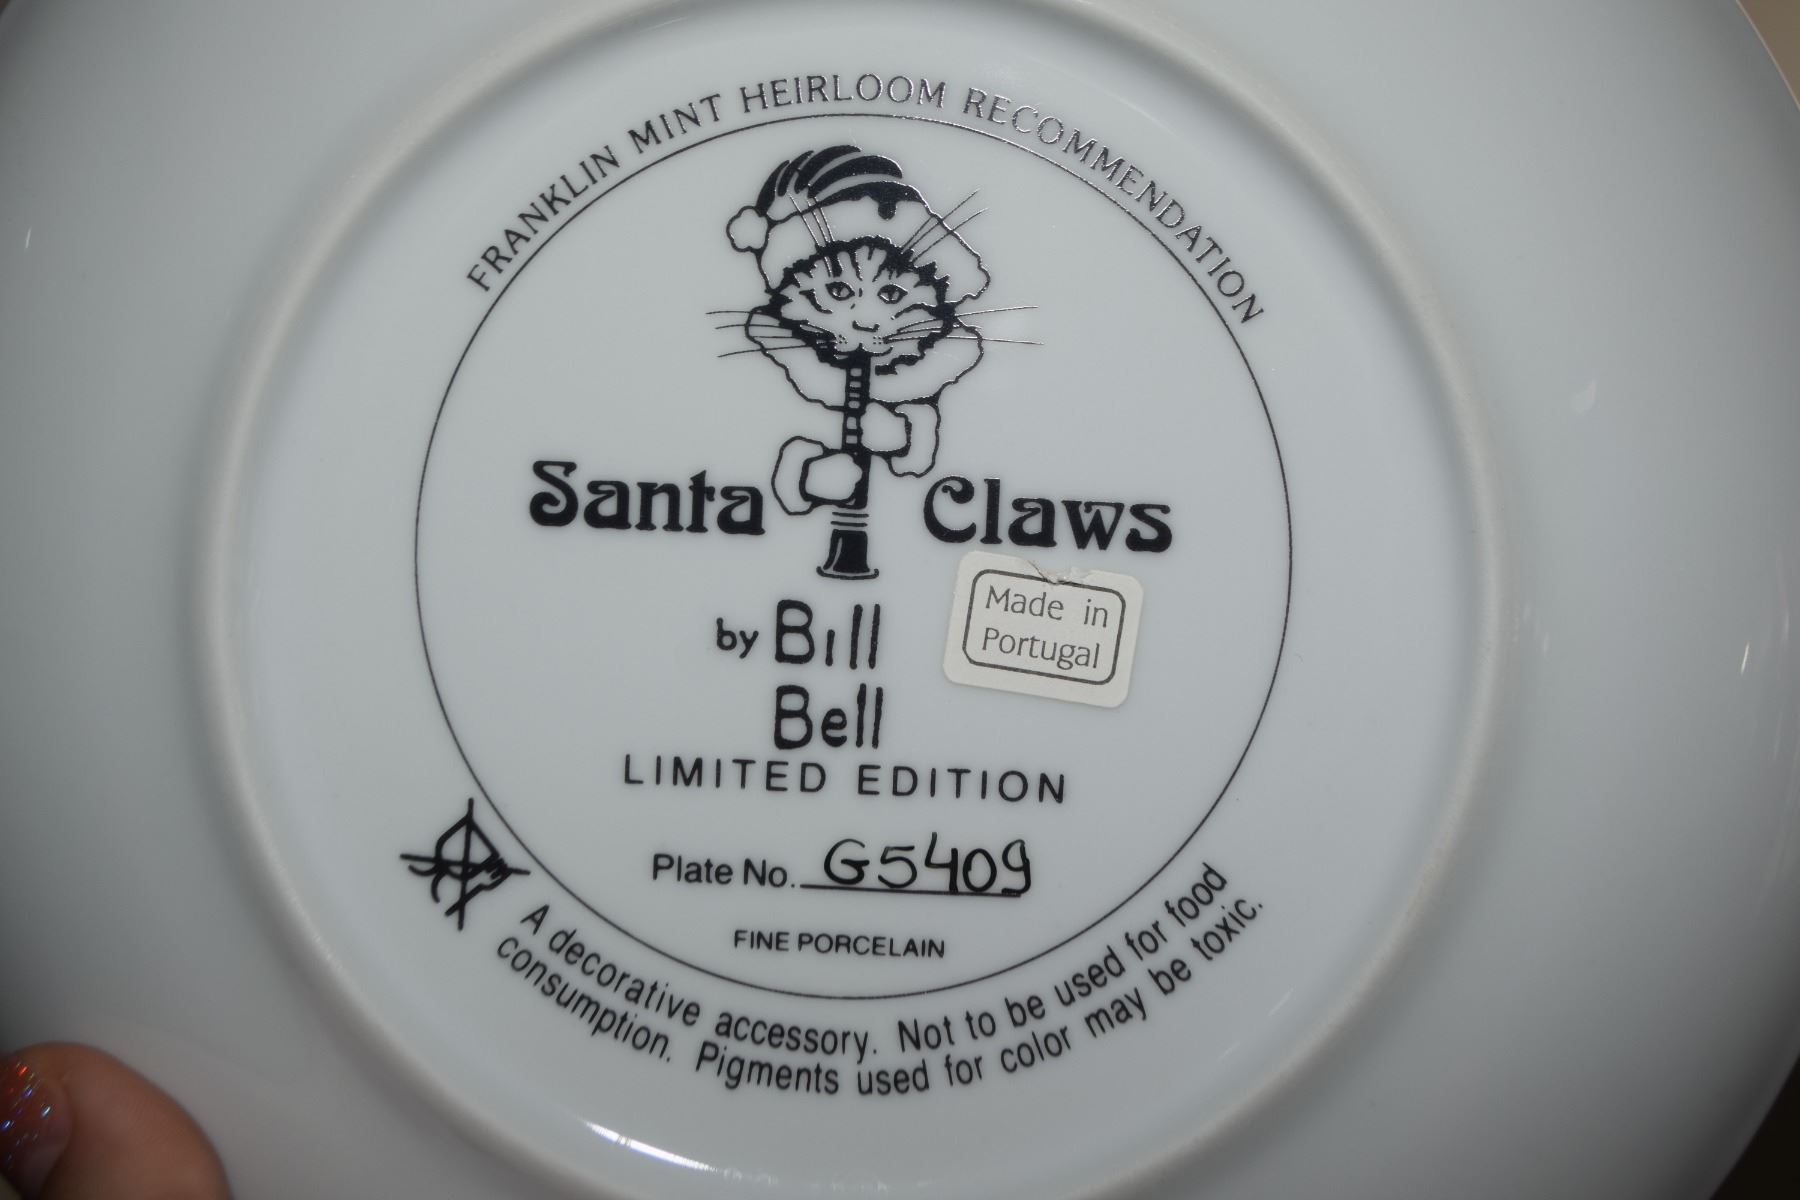 FRANKLIN MINT HEIRLOOM RECOMMENDATION
Santa Claws
by Bill
Bell
Made in
Portugal
LIMITED EDITION
Plate No. G5409
FINE PORCELAIN
A decorative accessory. Not to be used for food
consumption. Pigments used for color may be toxic.